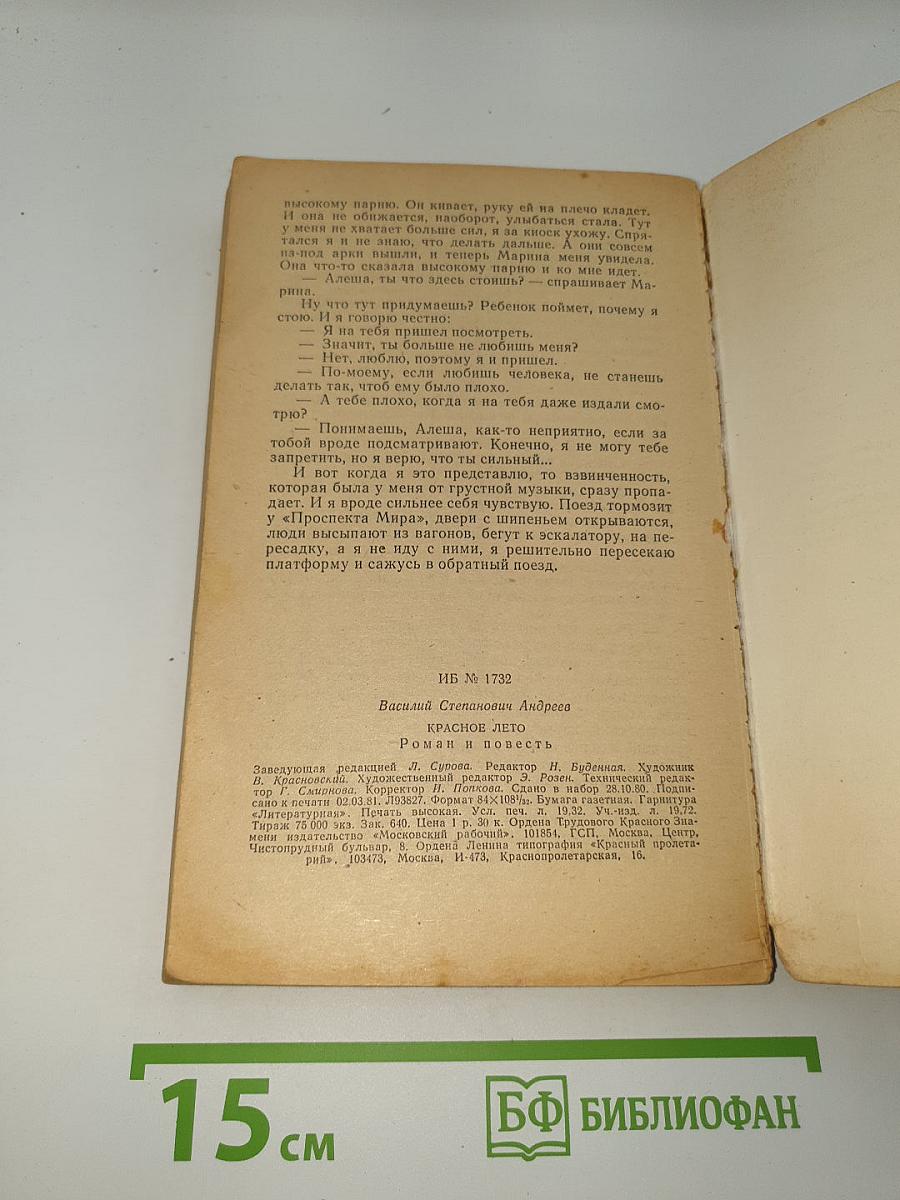 высокому парню. Он кивает, руку ей на плечо кладет.
И она не обижается, наоборот, улыбаться стала. Тут
у меня не хватает больше сил, я за киоск ухожу. Спря-
тался я и не знаю, что делать дальше. А они совсем
из-под арки вышли, и теперь Марина меня увидела.
Она что-то сказала высокому парню и ко мне идет.
— Алеша, ты что здесь стоишь? — спрашивает Ма-
рина.
Ну что тут придумаешь? Ребенок поймет, почему я
стою. И я говорю честно:
— Я на тебя пришел посмотреть.
— Значит, ты больше не любишь меня?
— Нет, люблю, поэтому я и пришел.
— По-моему, если любишь человека, не станешь
делать так, чтоб ему было плохо.
— А тебе плохо, когда я на тебя даже издали смо-
трю?
— Понимаешь, Алеша, как-то неприятно, если за
тобой вроде подсматривают. Конечно, я не могу тебе
запретить, но я верю, что ты сильный...
И вот когда я это представлю, то взвинченность,
которая была у меня от грустной музыки, сразу пропа-
дает. И я вроде сильнее себя чувствую. Поезд тормозит
у «Проспекта Мира», двери с шипеньем открываются,
люди высыпают из вагонов, бегут к эскалатору, на пе-
ресадку, а я не иду с ними, я решительно пересекаю
платформу и сажусь в обратный поезд.
ИБ № 1732
Василий Степанович Андреев
КРАСНОЕ ЛЕТО
Роман и повесть
Заведующая редакцией Л. Сурова. Редактор Н. Буденная. Художник
В. Красновский. Художественный редактор Э. Розен. Технический редак-
тор Г. Смирнова. Корректор И. Попкова. Сдано в набор 28.10.80. Подпи-
сано к печати 02.03.81. Л93827. Формат 84×108¹/₃₂. Бумага газетная. Гарнитура
«Литературная». Печать высокая. Усл. печ. л. 19,32. Уч.-изд. л. 19,72.
Тираж 75 000 экз. Зак. 640. Цена 1 р. 30 к. Ордена Трудового Красного Зна-
мени издательство «Московский рабочий». 101854, ГСП, Москва, Центр,
Чистопрудный бульвар, 8. Ордена Ленина типография «Красный пролета-
рий». 103473, Москва, И-473, Краснопролетарская, 16.
15 см
БФ БИБЛИОФАН